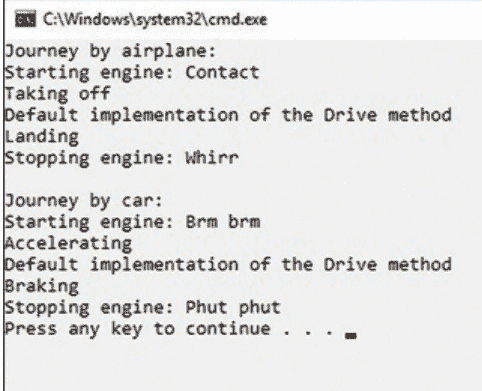 C:\Windows\system32\cmd.exe
Journey by airplane:
Starting engine: Contact
Taking off
Default implementation of the Drive method
Landing
Stopping engine: Whirr
Journey by car:
Starting engine: Brm brm
Accelerating
Default implementation of the Drive method
Braking
Stopping engine: Phut phut
Press any key to continue . . .